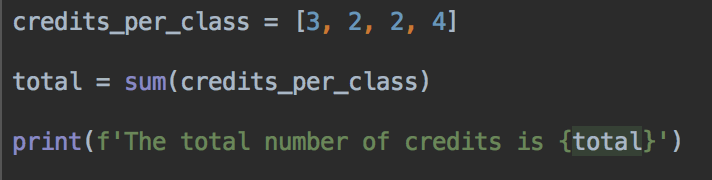 credits_per_class = [3, 2, 2, 4]
total = sum(credits_per_class)
print(f'The total number of credits is {total}')